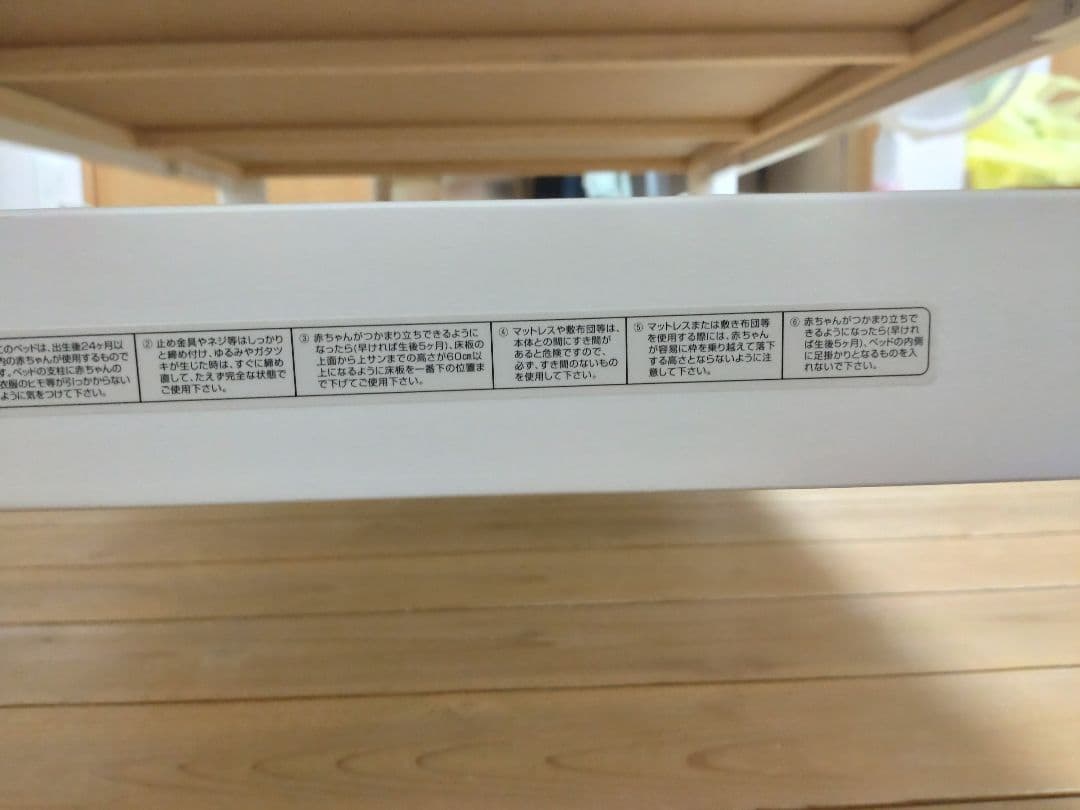 このベッドは、出生後24ヶ月以
内の赤ちゃんが使用するもので
す。ベッドの支柱に赤ちゃんの
衣服のヒモ等が引っかからない
ように気をつけて下さい。
② 止め金具やネジ等はしっかり
と締め付け、ゆるみやガタツ
キが生じた時は、すぐに締め
直して、たえず完全な状態で
ご使用下さい。
③ 赤ちゃんがつかまり立ちできるように
なったら(早ければ生後5ヶ月)、床板の
上面から上サンまでの高さが60cm以
上になるように床板を一番下の位置ま
で下げてご使用下さい。
④ マットレスや敷布団等は、
本体との間にすき間が
あると危険ですので、
必ず、すき間のないもの
を使用して下さい。
⑤ マットレスまたは敷き布団等
を使用する際には、赤ちゃん
が容易に枠を乗り越えて落下
する高さとならないように注
意して下さい。
⑥ 赤ちゃんがつかまり立ちで
きるようになったら(早けれ
ば生後5ヶ月)、ベッドの内側
に足掛かりとなるものを入
れないで下さい。